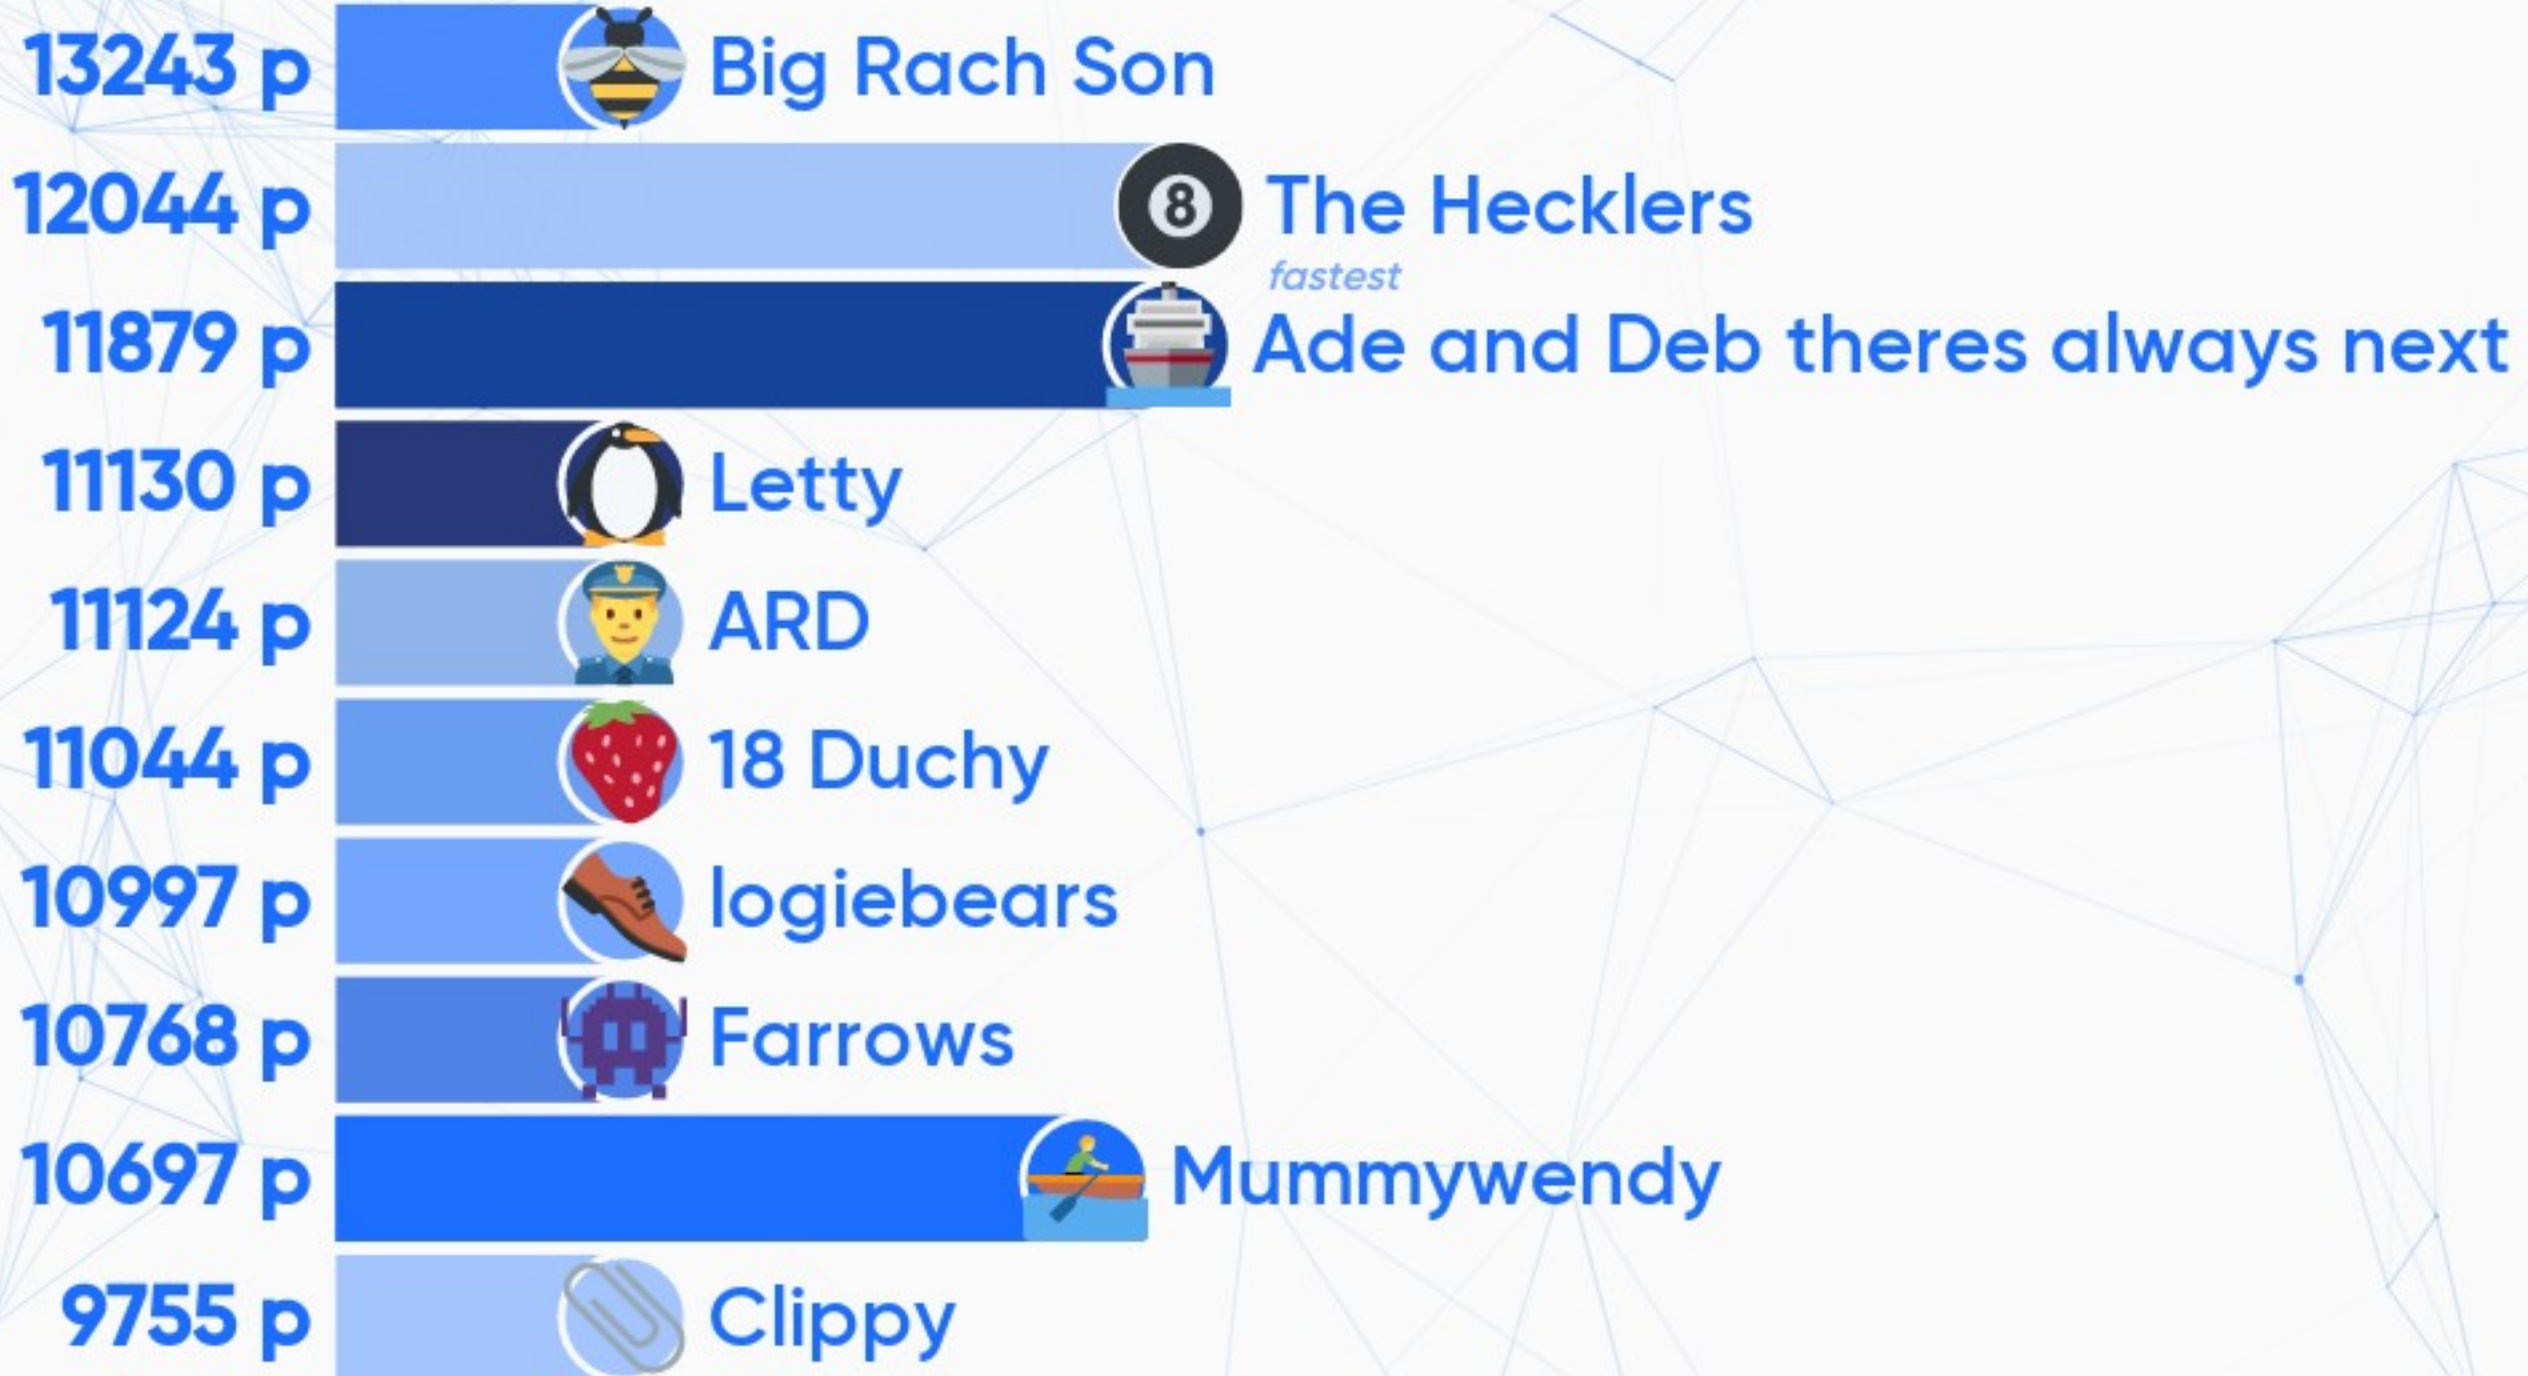 13243 p Big Rach Son
12044 p 8 The Hecklers
fastest
11879 p Ade and Deb theres always next
11130 p Letty
11124 p ARD
11044 p 18 Duchy
10997 p logiebears
10768 p Farrows
10697 p Mummywendy
9755 p Clippy